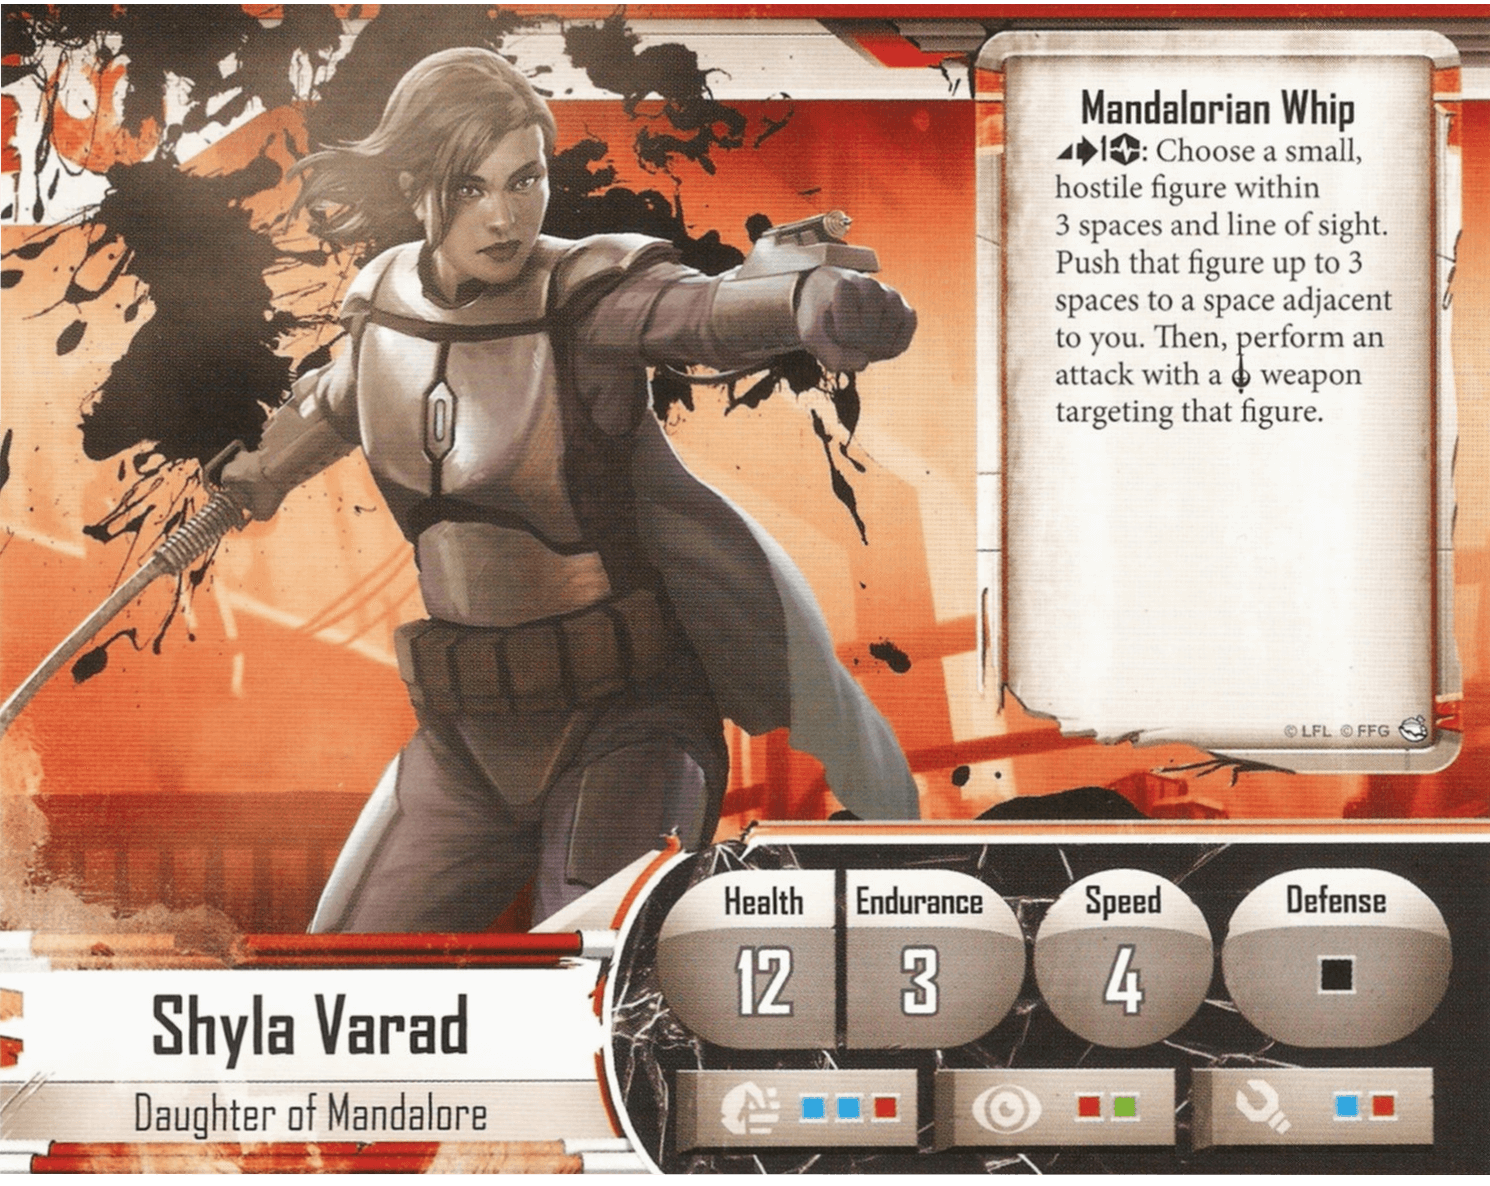 Mandalorian Whip
1: Choose a small,
hostile figure within
3 spaces and line of sight.
Push that figure up to 3
spaces to a space adjacent
to you. Then, perform an
attack with a weapon
targeting that figure.
© LFL © FFG
Health
12
Endurance
3
Speed
4
Defense
Shyla Varad
Daughter of Mandalore